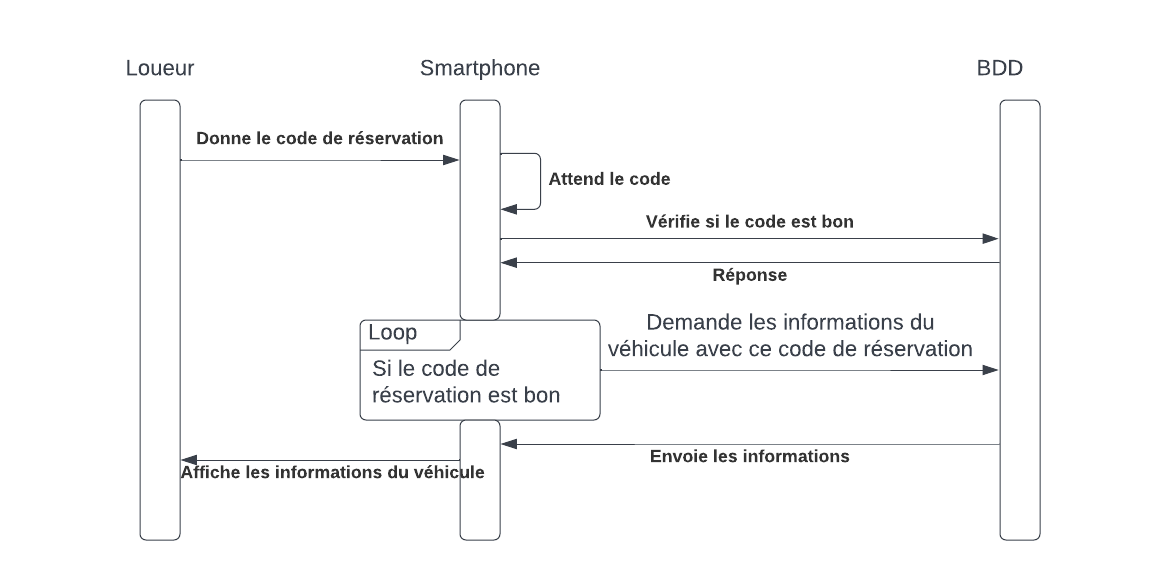 Loueur
Smartphone
BDD
Donne le code de réservation
Attend le code
Vérifie si le code est bon
Réponse
Loop
Si le code de
réservation est bon
Demande les informations du
véhicule avec ce code de réservation
Envoie les informations
Affiche les informations du véhicule